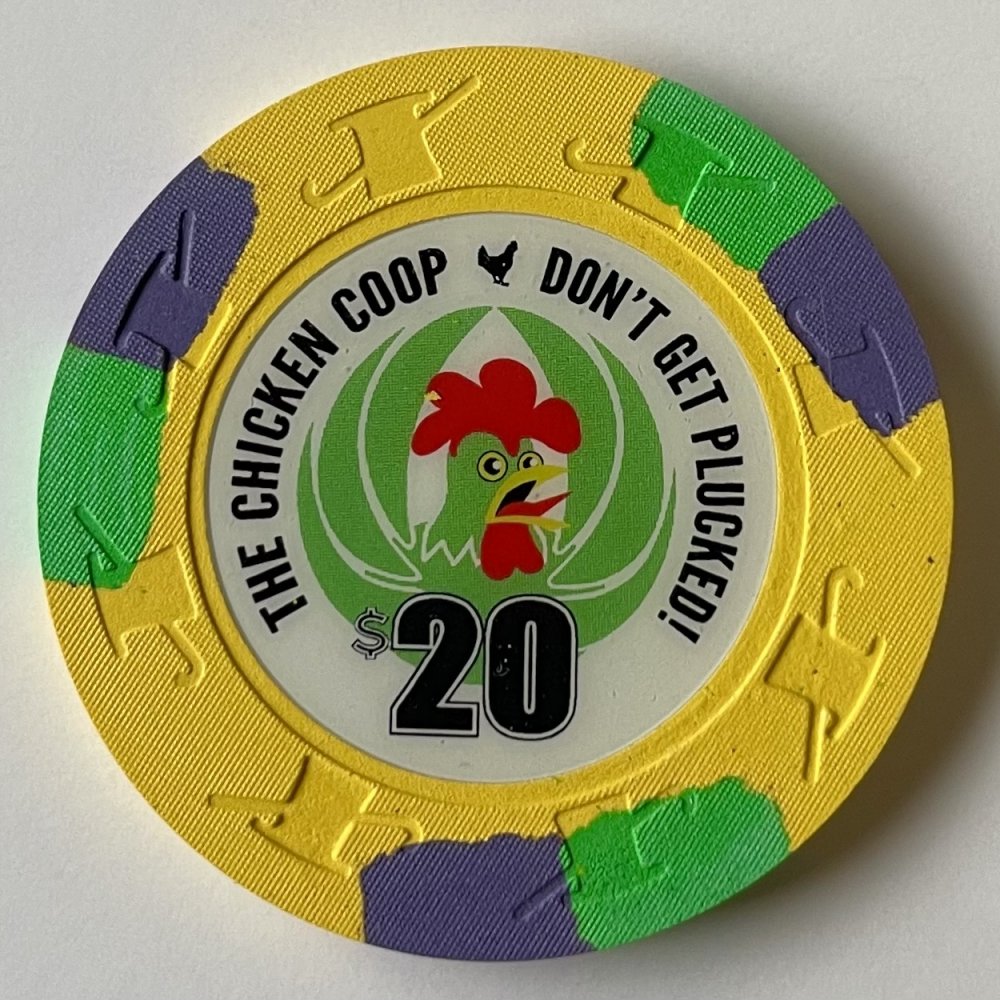 THE CHICKEN COOP
DON'T GET PLUCKED!
$20